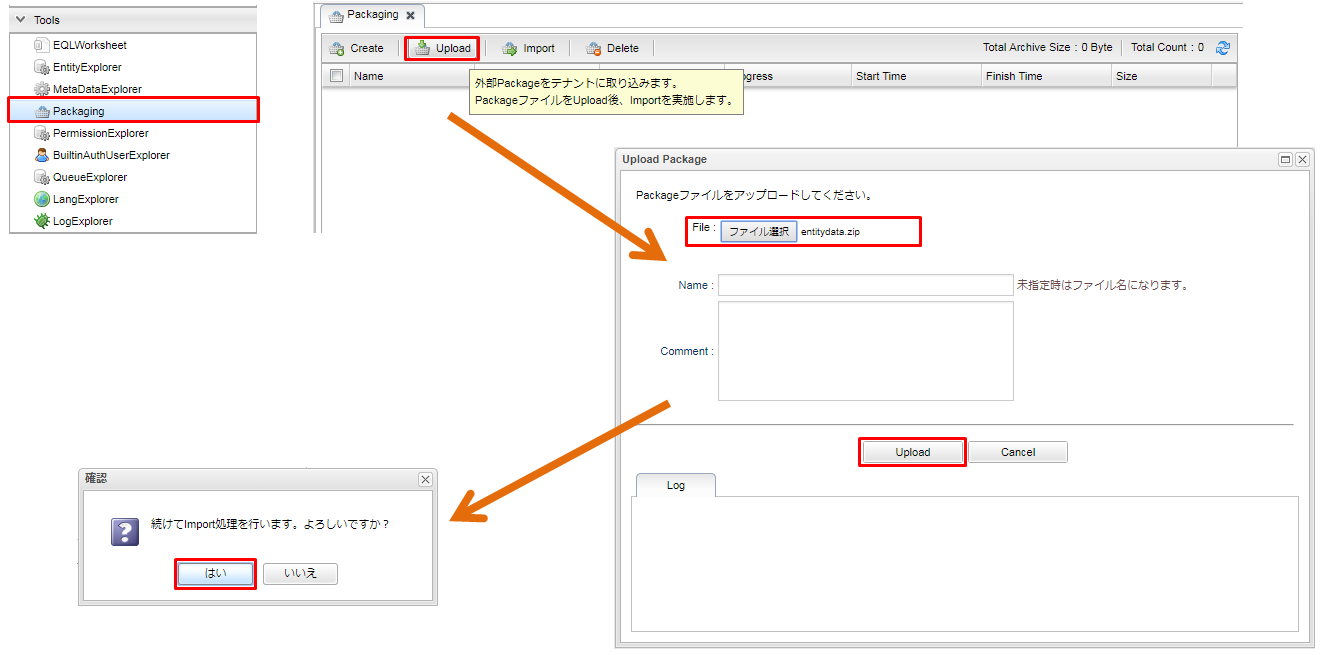 Tools
EQLWorksheet
EntityExplorer
MetaDataExplorer
Packaging
PermissionExplorer
BuiltinAuthUserExplorer
QueueExplorer
LangExplorer
LogExplorer
Packaging
Create Upload Import Delete Total Archive Size : 0 Byte Total Count : 0
Name ogress Start Time Finish Time Size
外部Packageをテナントに取り込みます。
PackageファイルをUpload後、Importを実施します。
Upload Package
Packageファイルをアップロードしてください。
File : ファイル選択 entitydata.zip
Name : 未指定時はファイル名になります。
Comment :
Upload Cancel
Log
確認
続けてImport処理を行います。よろしいですか？
はい いいえ